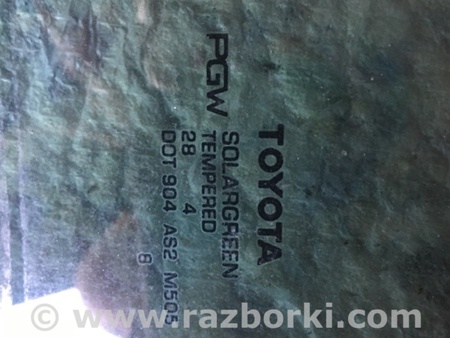 TOYOTA
PGW SOLARGREEN
TEMPERED
28 4
DOT 904 AS2 M505
8
© www.razborki.com